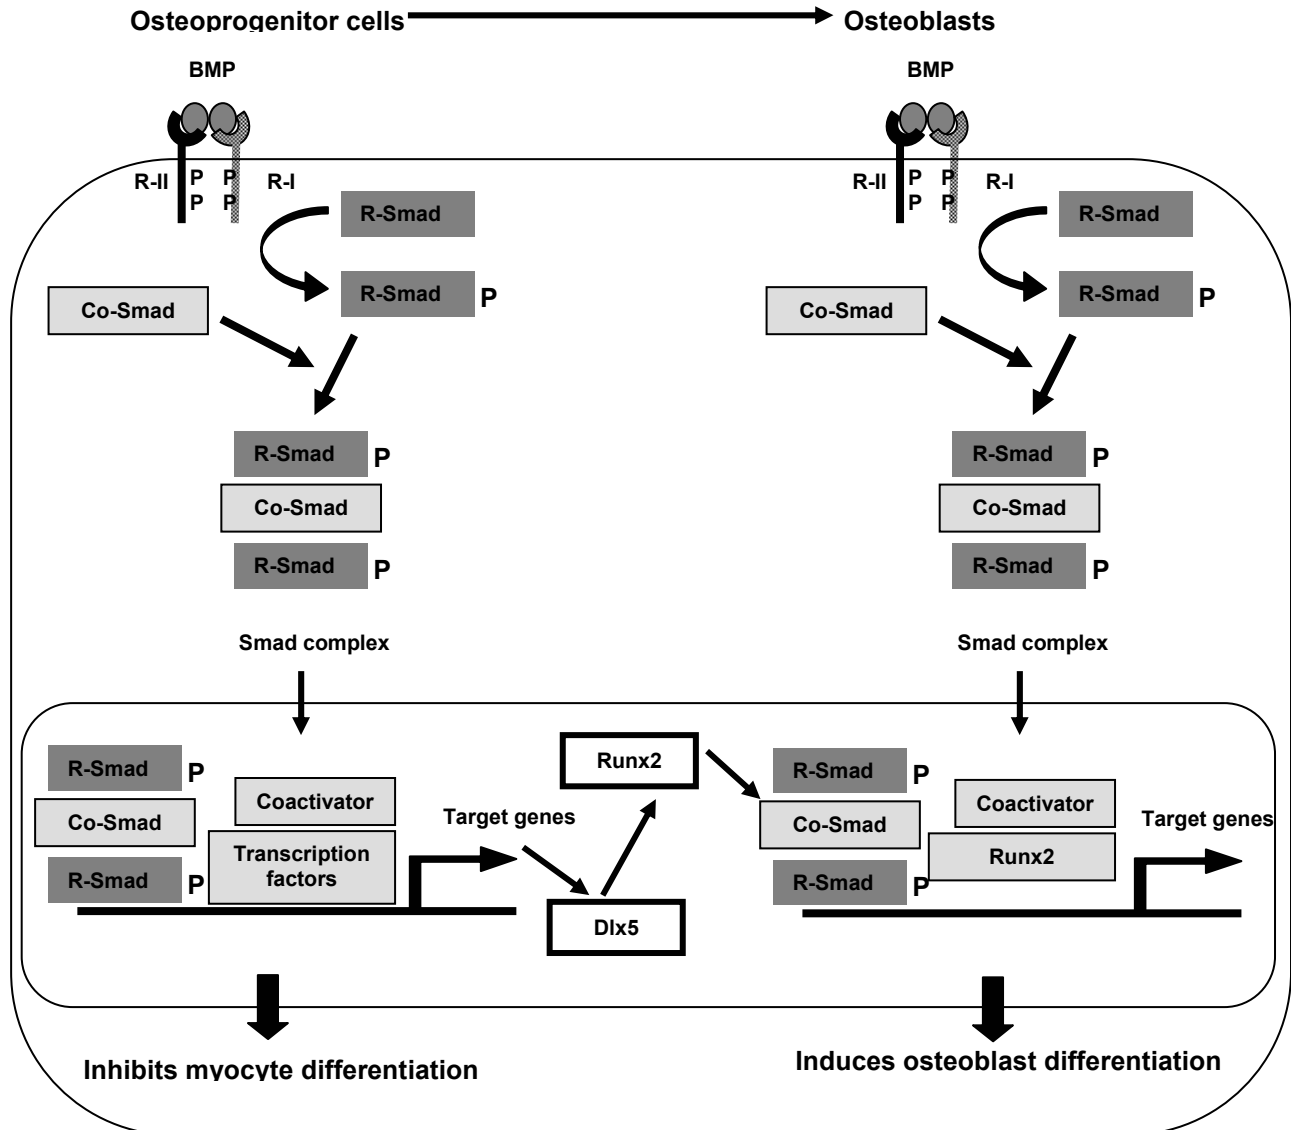 Osteoprogenitor cells
Osteoblasts
BMP
BMP
R-II
P
P
P
P
R-I
R-II
P
P
P
P
R-I
R-Smad
R-Smad
R-Smad P
R-Smad P
Co-Smad
Co-Smad
R-Smad P
Co-Smad
R-Smad P
R-Smad P
Co-Smad
R-Smad P
Smad complex
Smad complex
R-Smad P
Co-Smad
R-Smad P
Coactivator
Transcription
factors
Target genes
Runx2
Dlx5
R-Smad P
Co-Smad
R-Smad P
Coactivator
Runx2
Target genes
Inhibits myocyte differentiation
Induces osteoblast differentiation